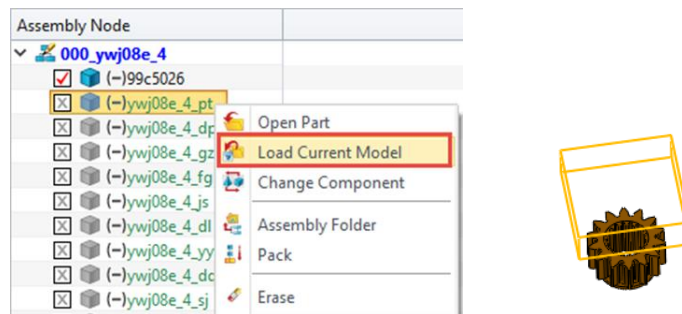 Assembly Node
000_ywj08e_4
(-)99c5026
(-)ywj08e_4_pt
(-)ywj08e_4_dp
(-)ywj08e_4_gz
(-)ywj08e_4_fg
(-)ywj08e_4_js
(-)ywj08e_4_dl
(-)ywj08e_4_yy
(-)ywj08e_4_dd
(-)ywj08e_4_sj
Open Part
Load Current Model
Change Component
Assembly Folder
Pack
Erase